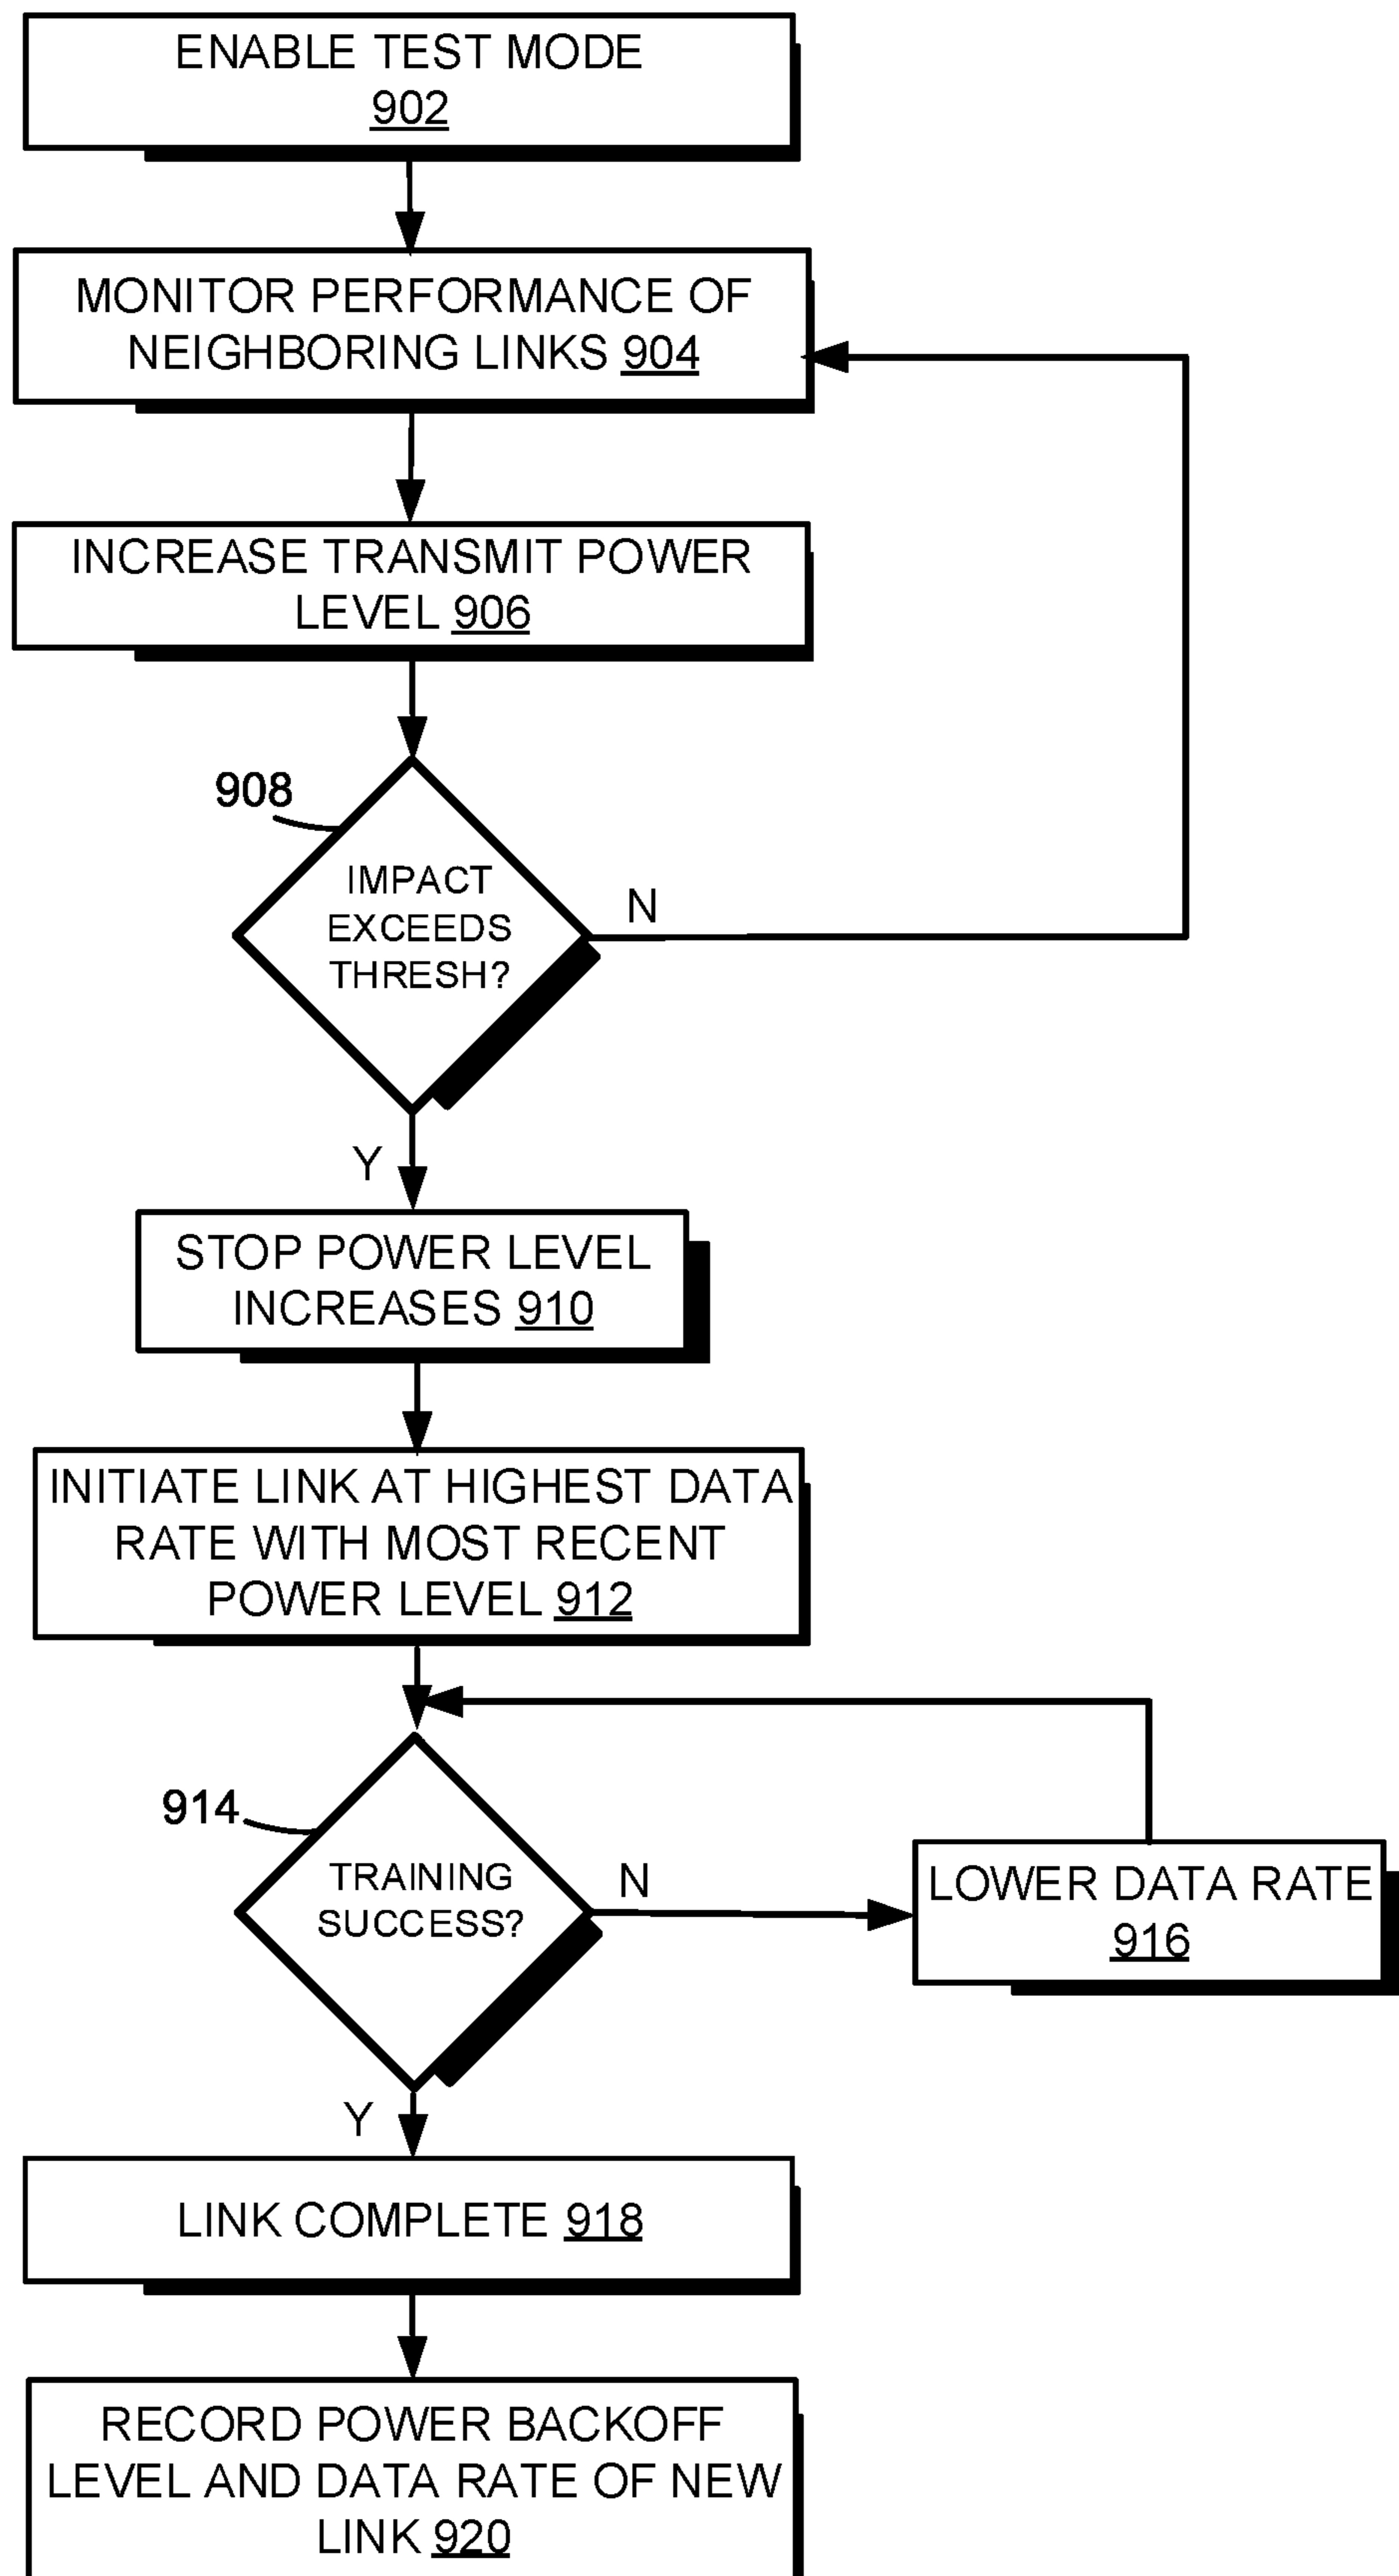 ENABLE TEST MODE
902
MONITOR PERFORMANCE OF
NEIGHBORING LINKS 904
INCREASE TRANSMIT POWER
LEVEL 906
908
IMPACT
EXCEEDS
THRESH?
N
Y
STOP POWER LEVEL
INCREASES 910
INITIATE LINK AT HIGHEST DATA
RATE WITH MOST RECENT
POWER LEVEL 912
914
TRAINING
SUCCESS?
N
LOWER DATA RATE
916
Y
LINK COMPLETE 918
RECORD POWER BACKOFF
LEVEL AND DATA RATE OF NEW
LINK 920